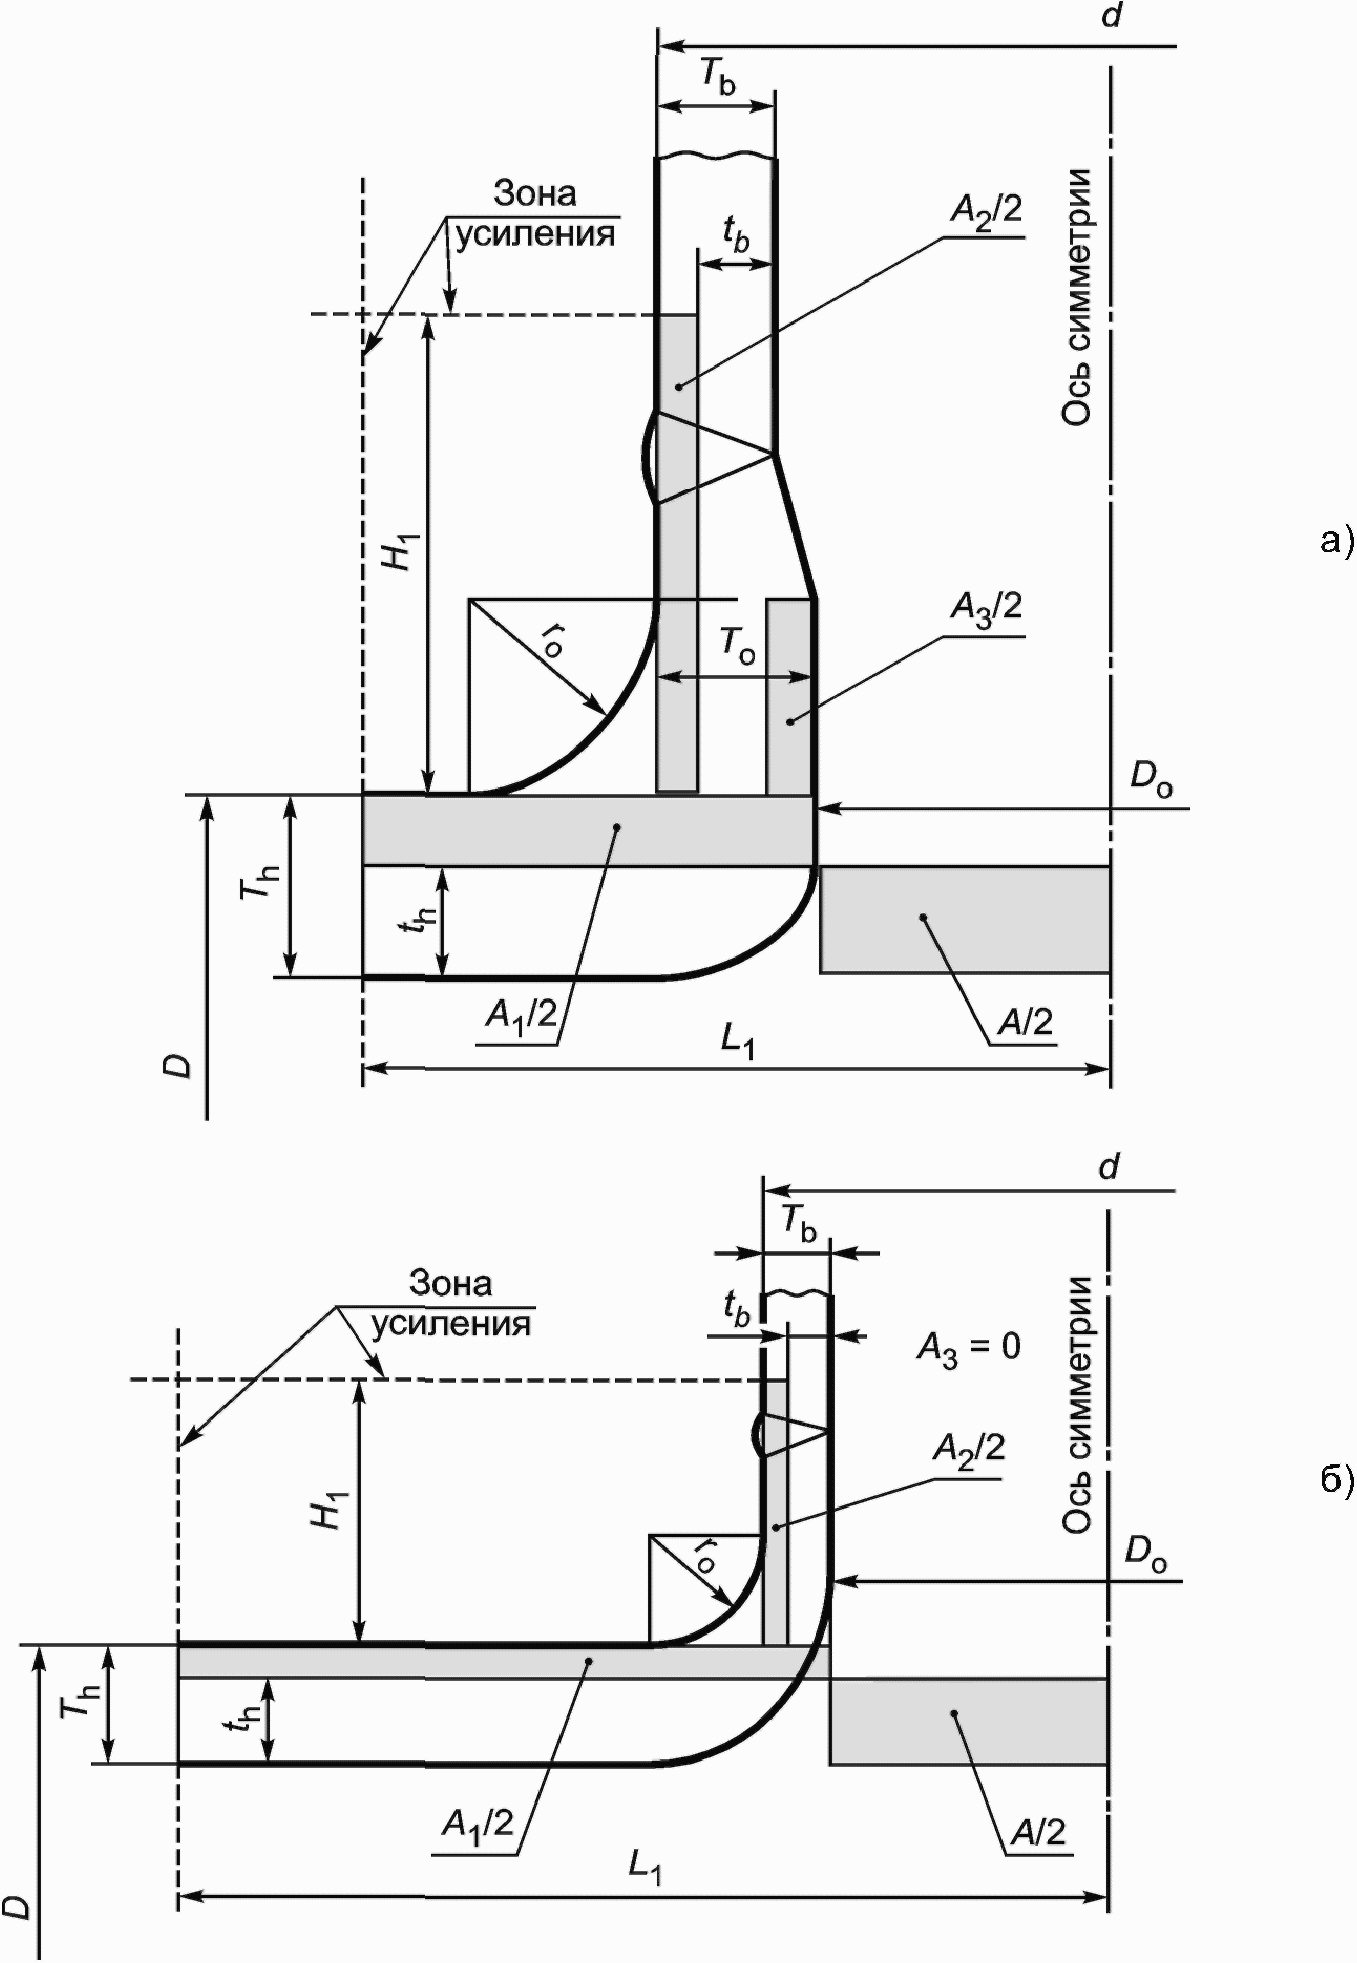 d
Tb
Зона
усиления
A2/2
tb
Ось симметрии
а)
H1
ro
To
A3/2
Do
Th
th
A1/2
A/2
L1
D
d
Tb
Зона
усиления
tb
A3 = 0
Ось симметрии
A2/2
б)
H1
ro
Do
Th
th
A1/2
A/2
L1
D